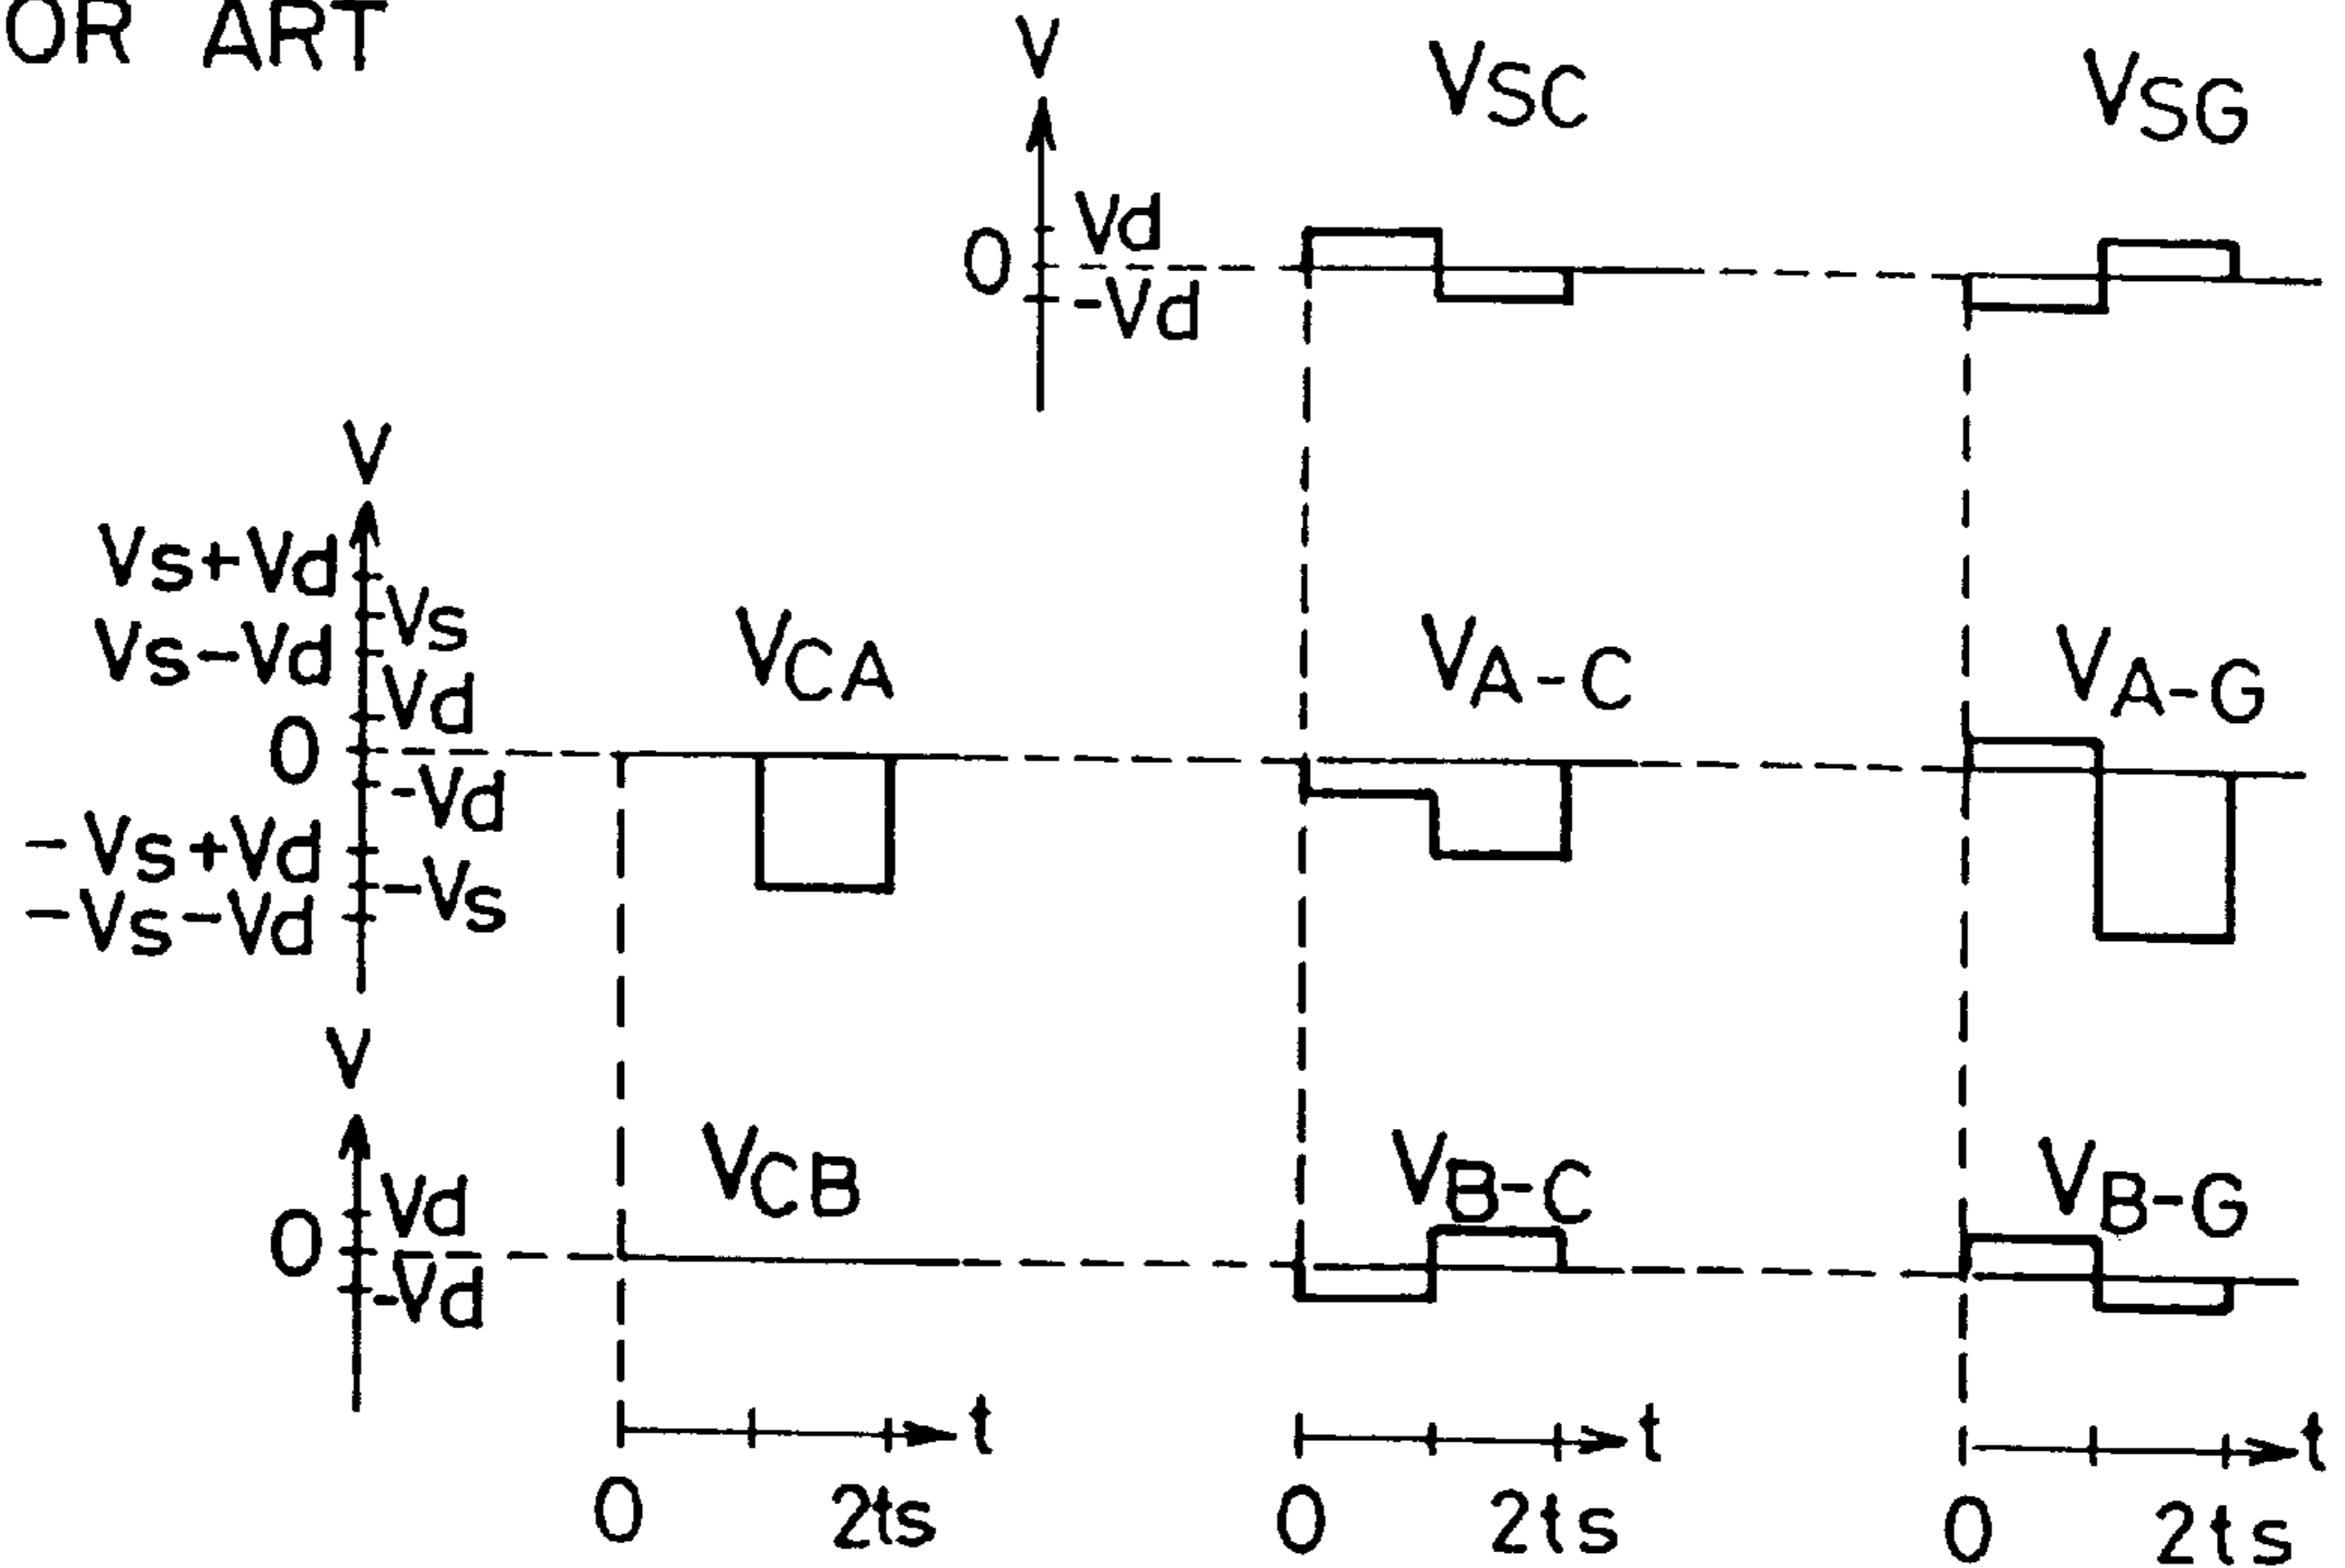 OR ART
V
VSC
VSG
Vd
0
-Vd
V
Vs+Vd
Vs
Vs-Vd
Vd
0
-Vd
-Vs+Vd
-Vs
-Vs-Vd
VCA
VA-C
VA-G
V
Vd
0
-Vd
VCB
VB-C
VB-G
t
t
t
0 2ts
0 2ts
0 2ts